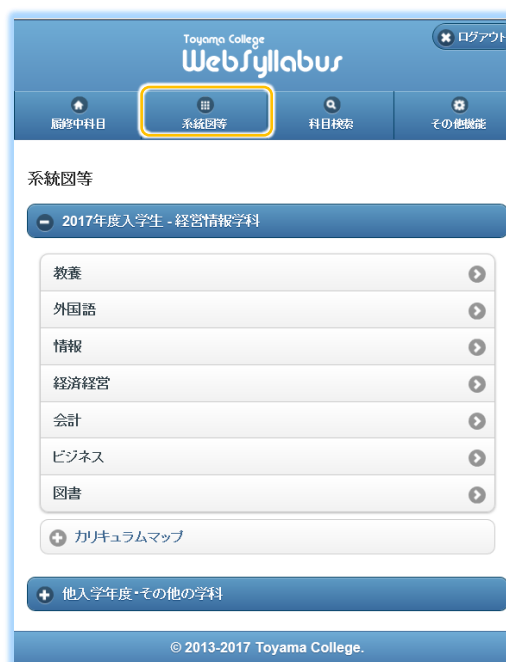 Toyama College
WebSyllabus
ログアウト
履修中科目
系統図等
科目検索
その他機能
系統図等
2017年度入学生 - 経営情報学科
教養
外国語
情報
経済経営
会計
ビジネス
図書
カリキュラムマップ
他入学年度・その他の学科
© 2013-2017 Toyama College.